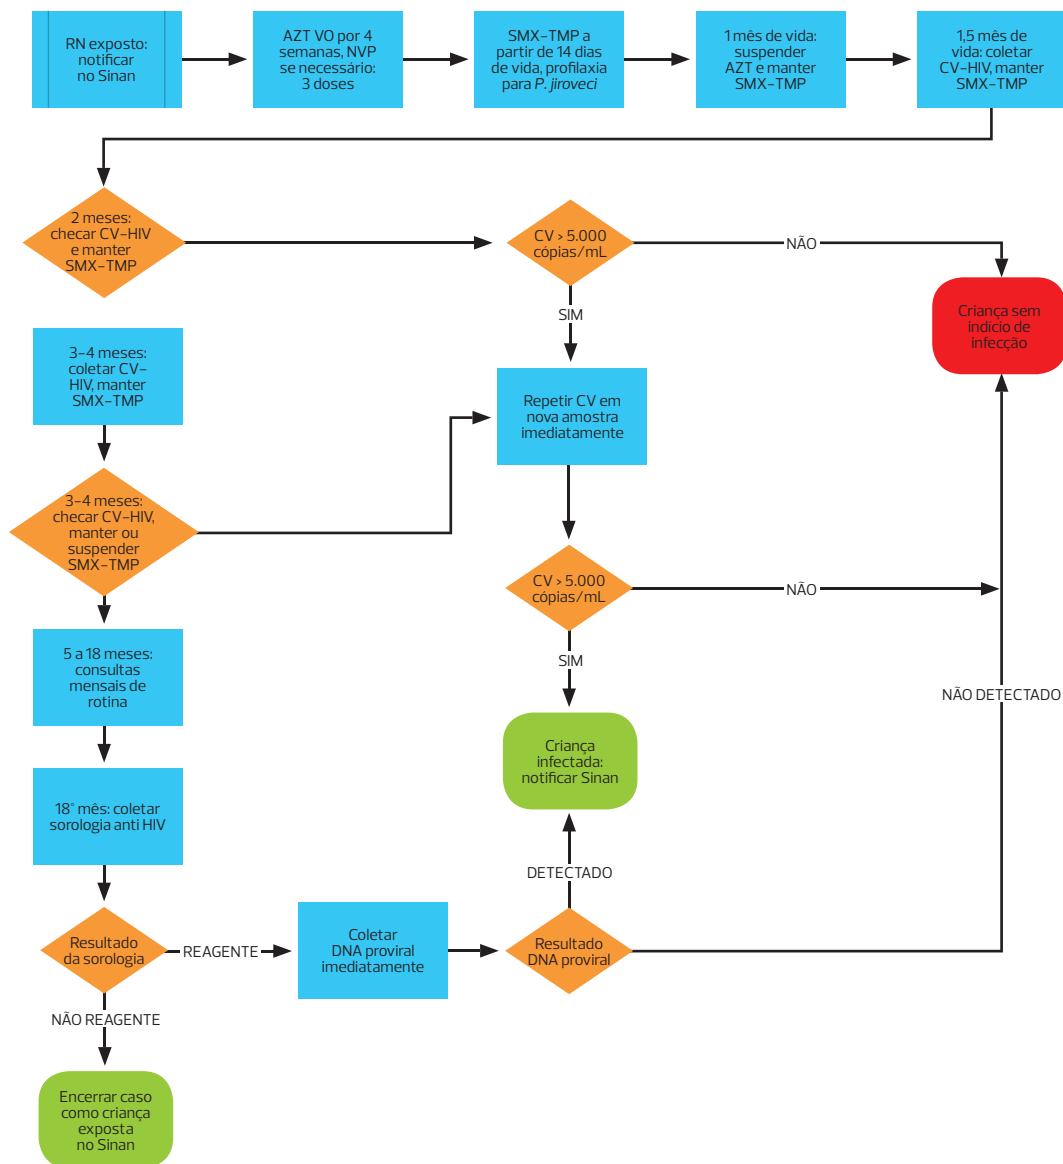 RN exposto:
notificar
no Sinan
AZT VO por 4
semanas, NVP
se necessário:
3 doses
SMX-TMP a
partir de 14 dias
de vida, profilaxia
para P. jiroveci
1 mês de vida:
suspender
AZT e manter
SMX-TMP
1,5 mês de
vida: coletar
CV-HIV, manter
SMX-TMP
2 meses:
checar CV-HIV
e manter
SMX-TMP
CV > 5.000
cópias/mL
NÃO
Criança sem
indício de
infecção
SIM
3-4 meses:
coletar CV-
HIV, manter
SMX-TMP
Repetir CV em
nova amostra
imediatamente
3-4 meses:
checar CV-HIV,
manter ou
suspender
SMX-TMP
CV > 5.000
cópias/mL
NÃO
SIM
5 a 18 meses:
consultas
mensais de
rotina
NÃO DETECTADO
Criança
infectada:
notificar Sinan
18° mês: coletar
sorologia anti HIV
DETECTADO
Resultado
da sorologia
REAGENTE
Coletar
DNA proviral
imediatamente
Resultado
DNA proviral
NÃO REAGENTE
Encerrar caso
como criança
exposta
no Sinan